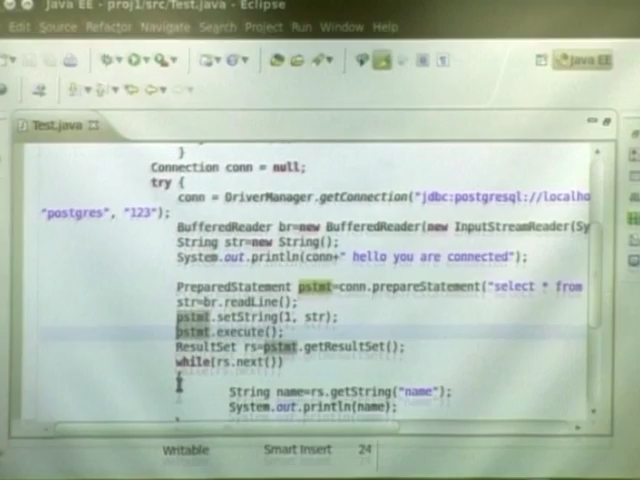 Java EE - proj1/src/Test.java - Eclipse
Edit Source Refactor Navigate Search Project Run Window Help
Java EE
Test.java
}
Connection conn = null;
try {
conn = DriverManager.getConnection("jdbc:postgresql://localho
"postgres", "123");
BufferedReader br=new BufferedReader(new InputStreamReader(Sy
String str=new String();
System.out.println(conn+" hello you are connected");
PreparedStatement pstmt=conn.prepareStatement("select * from
str=br.readLine();
pstmt.setString(1, str);
pstmt.execute();
ResultSet rs=pstmt.getResultSet();
while(rs.next())
String name=rs.getString("name");
System.out.println(name);
Writable Smart Insert 24